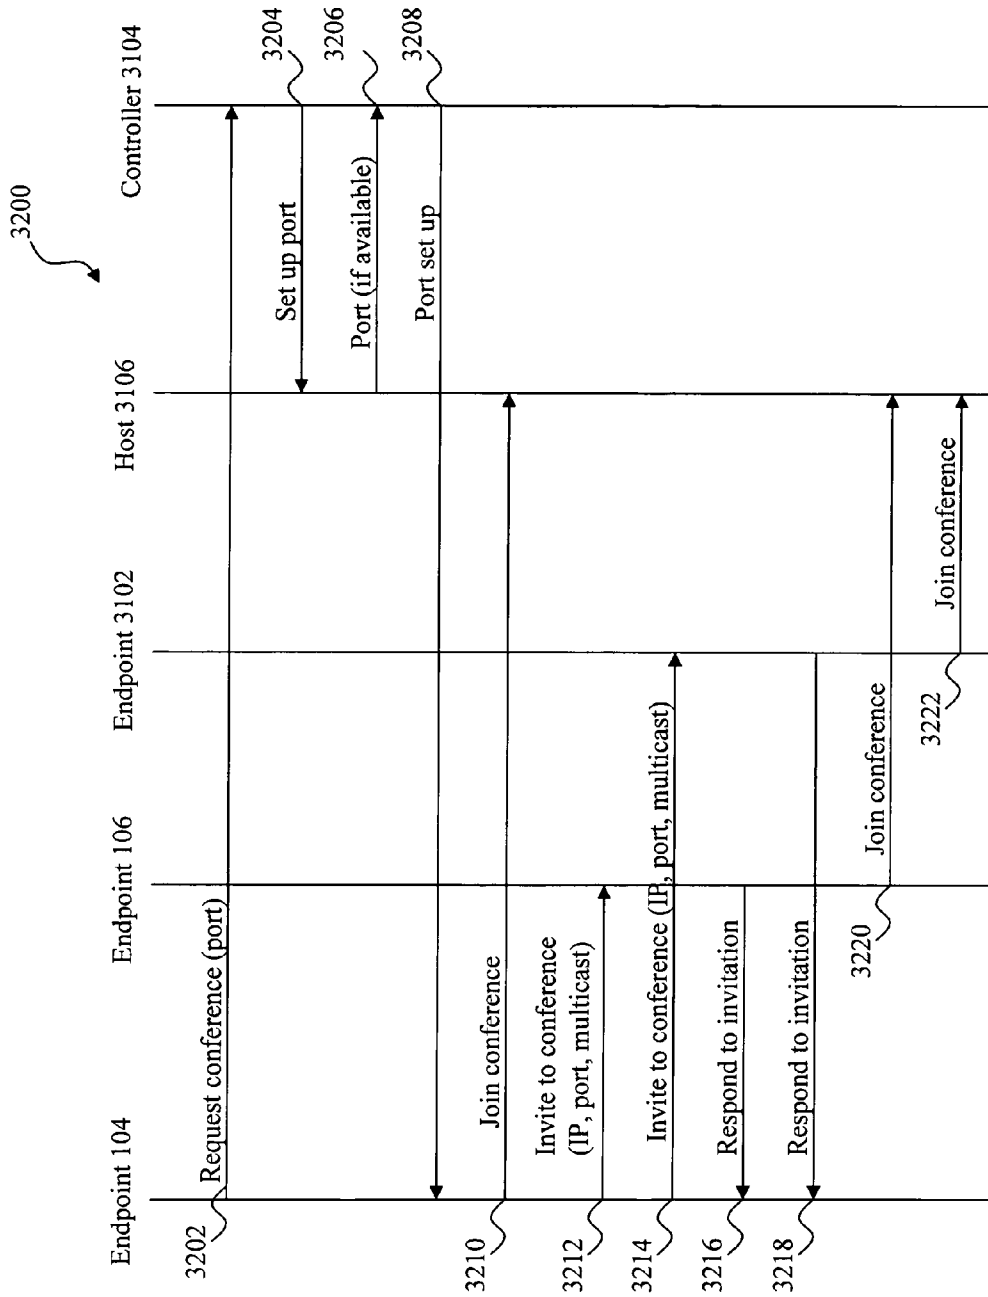 3200
Endpoint 104
Endpoint 106
Endpoint 3102
Host 3106
Controller 3104
3202
Request conference (port)
Set up port
3204
Port (if available)
3206
Port set up
3208
3210
Join conference
3212
Invite to conference
(IP, port, multicast)
3214
Invite to conference (IP, port, multicast)
3216
Respond to invitation
3218
Respond to invitation
3220
Join conference
3222
Join conference